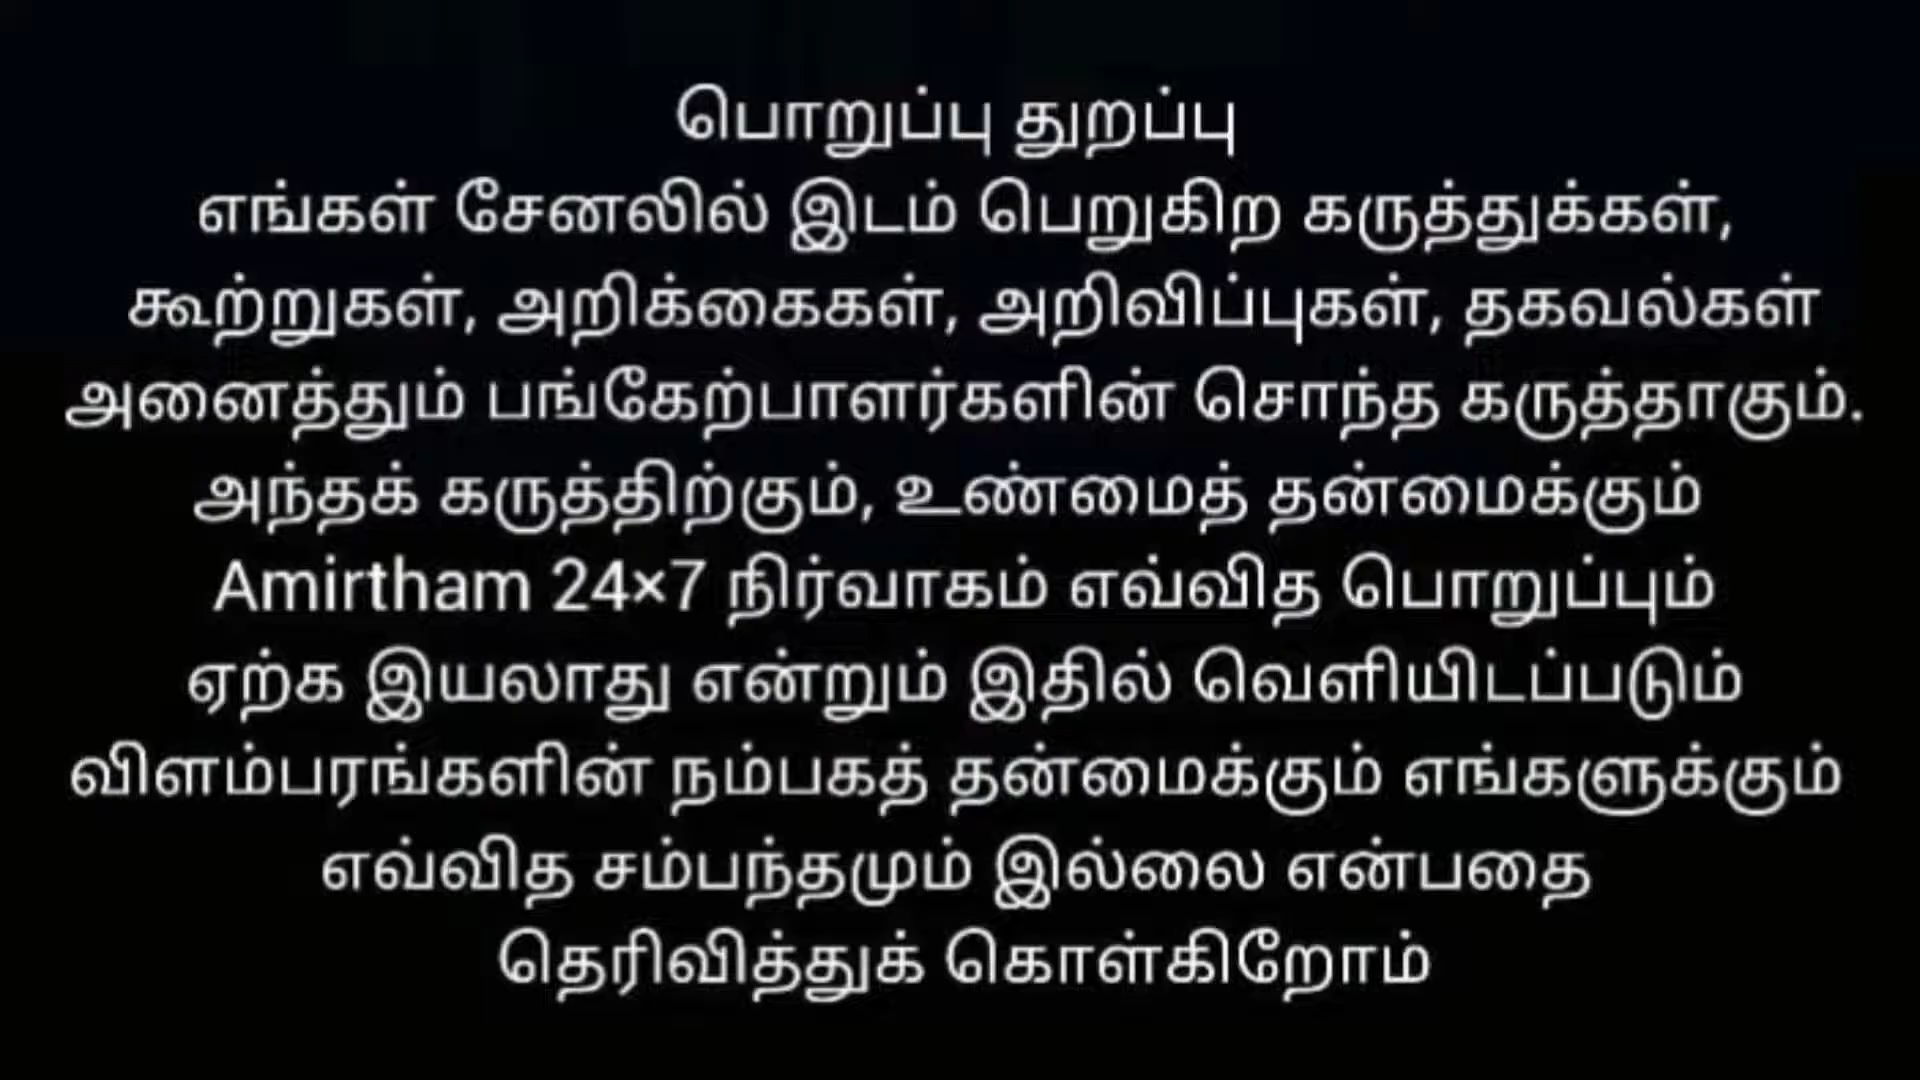 பொறுப்பு துறப்பு
எங்கள் சேனலில் இடம் பெறுகிற கருத்துக்கள்,
கூற்றுகள், அறிக்கைகள், அறிவிப்புகள், தகவல்கள்
அனைத்தும் பங்கேற்பாளர்களின் சொந்த கருத்தாகும்.
அந்தக் கருத்திற்கும், உண்மைத் தன்மைக்கும்
Amirtham 24×7 நிர்வாகம் எவ்வித பொறுப்பும்
ஏற்க இயலாது என்றும் இதில் வெளியிடப்படும்
விளம்பரங்களின் நம்பகத் தன்மைக்கும் எங்களுக்கும்
எவ்வித சம்பந்தமும் இல்லை என்பதை
தெரிவித்துக் கொள்கிறோம்